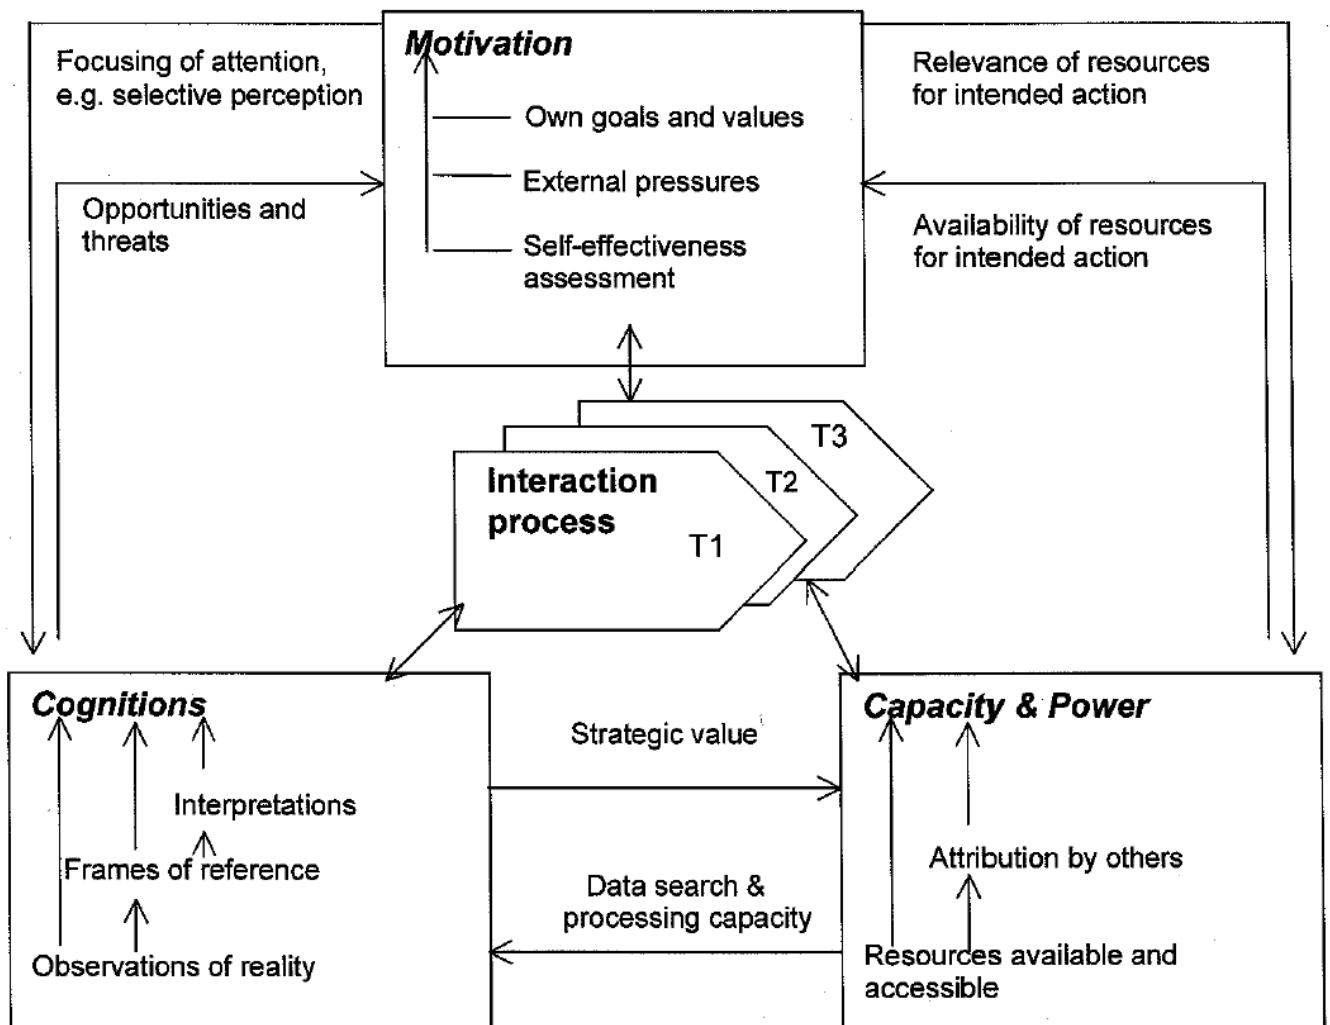 Motivation
Focusing of attention,
e.g. selective perception
Relevance of resources
for intended action
Own goals and values
External pressures
Opportunities and
threats
Availability of resources
for intended action
Self-effectiveness
assessment
T3
T2
Interaction
process
T1
Cognitions
Capacity & Power
Strategic value
Interpretations
Frames of reference
Attribution by others
Data search &
processing capacity
Observations of reality
Resources available and
accessible